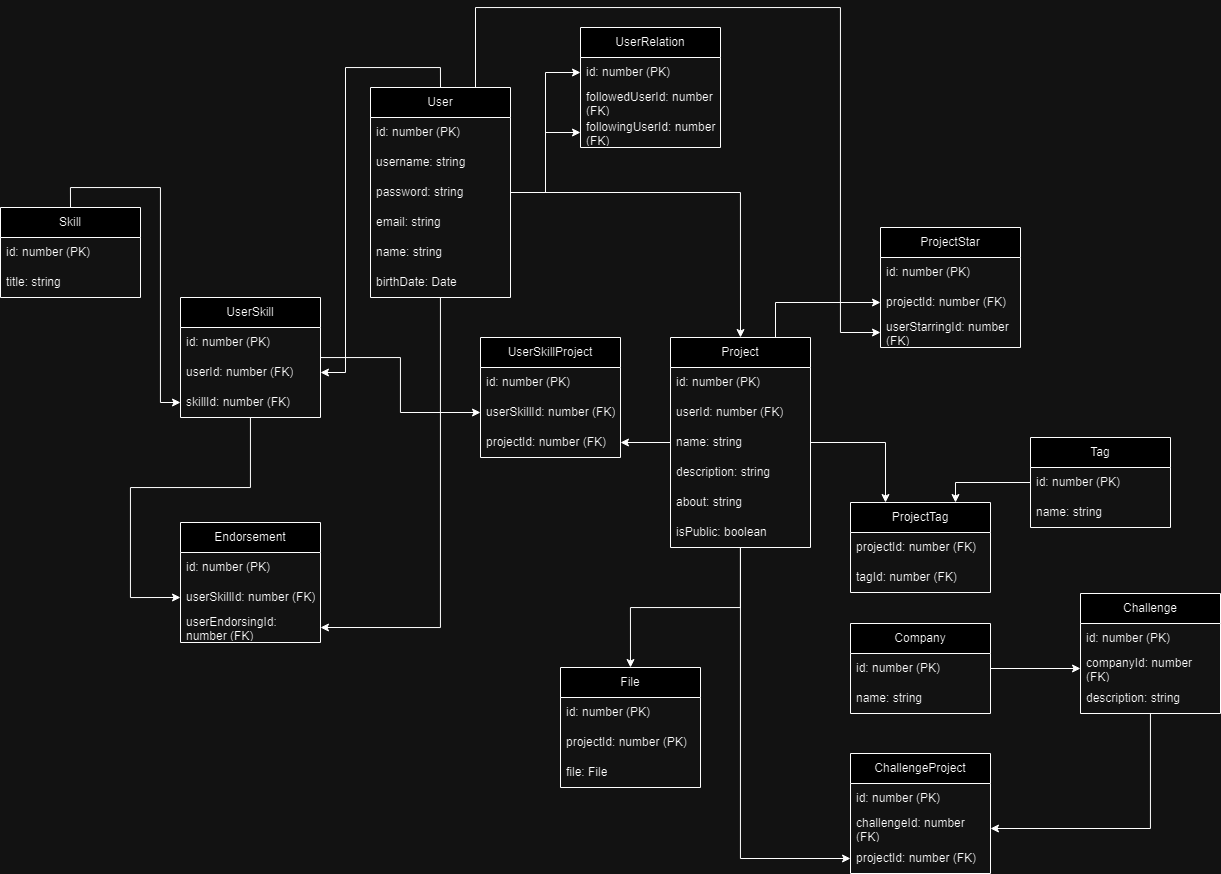 UserRelation
id: number (PK)
followedUserId: number
(FK)
followingUserId: number
(FK)
User
id: number (PK)
username: string
password: string
email: string
name: string
birthDate: Date
Skill
id: number (PK)
title: string
ProjectStar
id: number (PK)
projectId: number (FK)
userStarringId: number
(FK)
UserSkill
id: number (PK)
userId: number (FK)
skillId: number (FK)
UserSkillProject
id: number (PK)
userSkillId: number (FK)
projectId: number (FK)
Project
id: number (PK)
userId: number (FK)
name: string
description: string
about: string
isPublic: boolean
Tag
id: number (PK)
name: string
ProjectTag
projectId: number (FK)
tagId: number (FK)
Endorsement
id: number (PK)
userSkillId: number (FK)
userEndorsingId:
number (FK)
Challenge
id: number (PK)
companyId: number
(FK)
description: string
Company
id: number (PK)
name: string
File
id: number (PK)
projectId: number (PK)
file: File
ChallengeProject
id: number (PK)
challengeId: number
(FK)
projectId: number (FK)